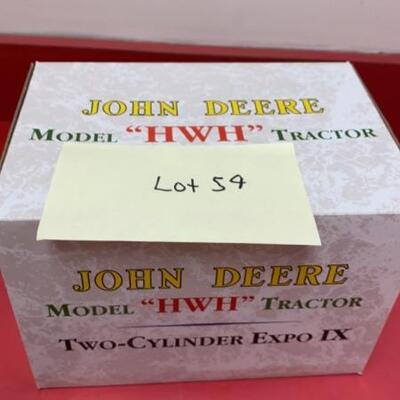 JOHN DEERE
MODEL "HWH" TRACTOR
Lot 54
JOHN DEERE
MODEL "HWH" TRACTOR
TWO-CYLINDER EXPO IX